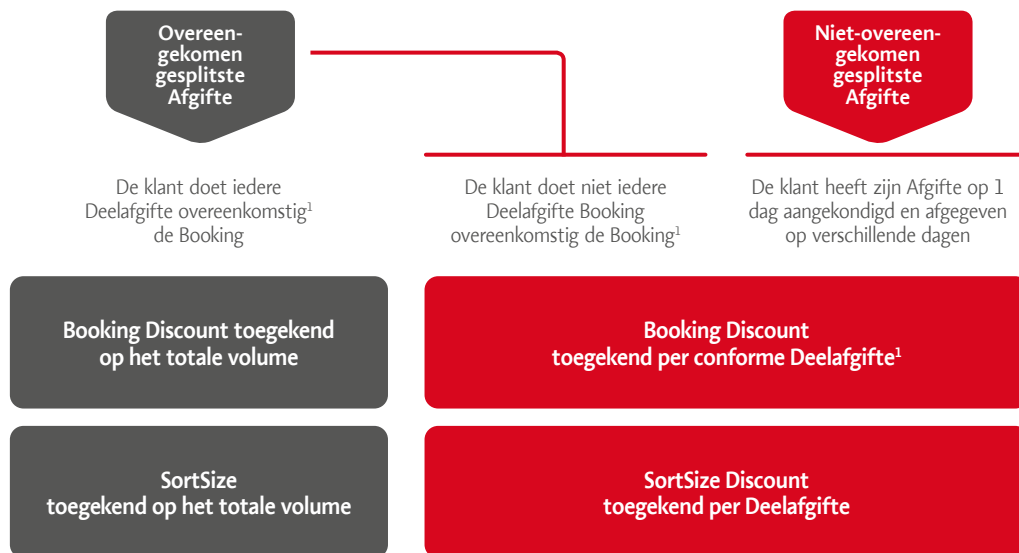 Overeen-
gekomen
gesplitste
Afgifte
Niet-overeen-
gekomen
gesplitste
Afgifte
De klant doet iedere
Deelafgifte overeenkomstig¹
de Booking
De klant doet niet iedere
Deelafgifte Booking
overeenkomstig de Booking¹
De klant heeft zijn Afgifte op 1
dag aangekondigd en afgegeven
op verschillende dagen
Booking Discount toegekend
op het totale volume
Booking Discount
toegekend per conforme Deelafgifte¹
SortSize
toegekend op het totale volume
SortSize Discount
toegekend per Deelafgifte